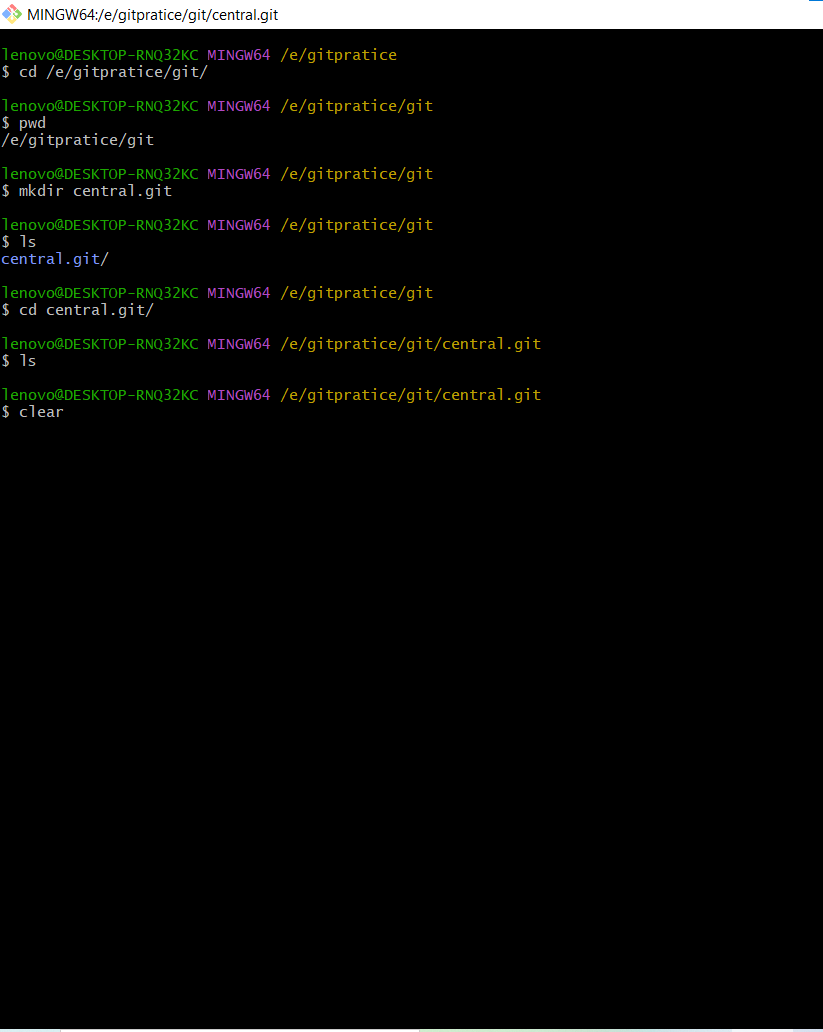 MINGW64:/e/gitpratice/git/central.git
lenovo@DESKTOP-RNQ32KC MINGW64 /e/gitpratice
$ cd /e/gitpratice/git/
lenovo@DESKTOP-RNQ32KC MINGW64 /e/gitpratice/git
$ pwd
/e/gitpratice/git
lenovo@DESKTOP-RNQ32KC MINGW64 /e/gitpratice/git
$ mkdir central.git
lenovo@DESKTOP-RNQ32KC MINGW64 /e/gitpratice/git
$ ls
central.git/
lenovo@DESKTOP-RNQ32KC MINGW64 /e/gitpratice/git
$ cd central.git/
lenovo@DESKTOP-RNQ32KC MINGW64 /e/gitpratice/git/central.git
$ ls
lenovo@DESKTOP-RNQ32KC MINGW64 /e/gitpratice/git/central.git
$ clear